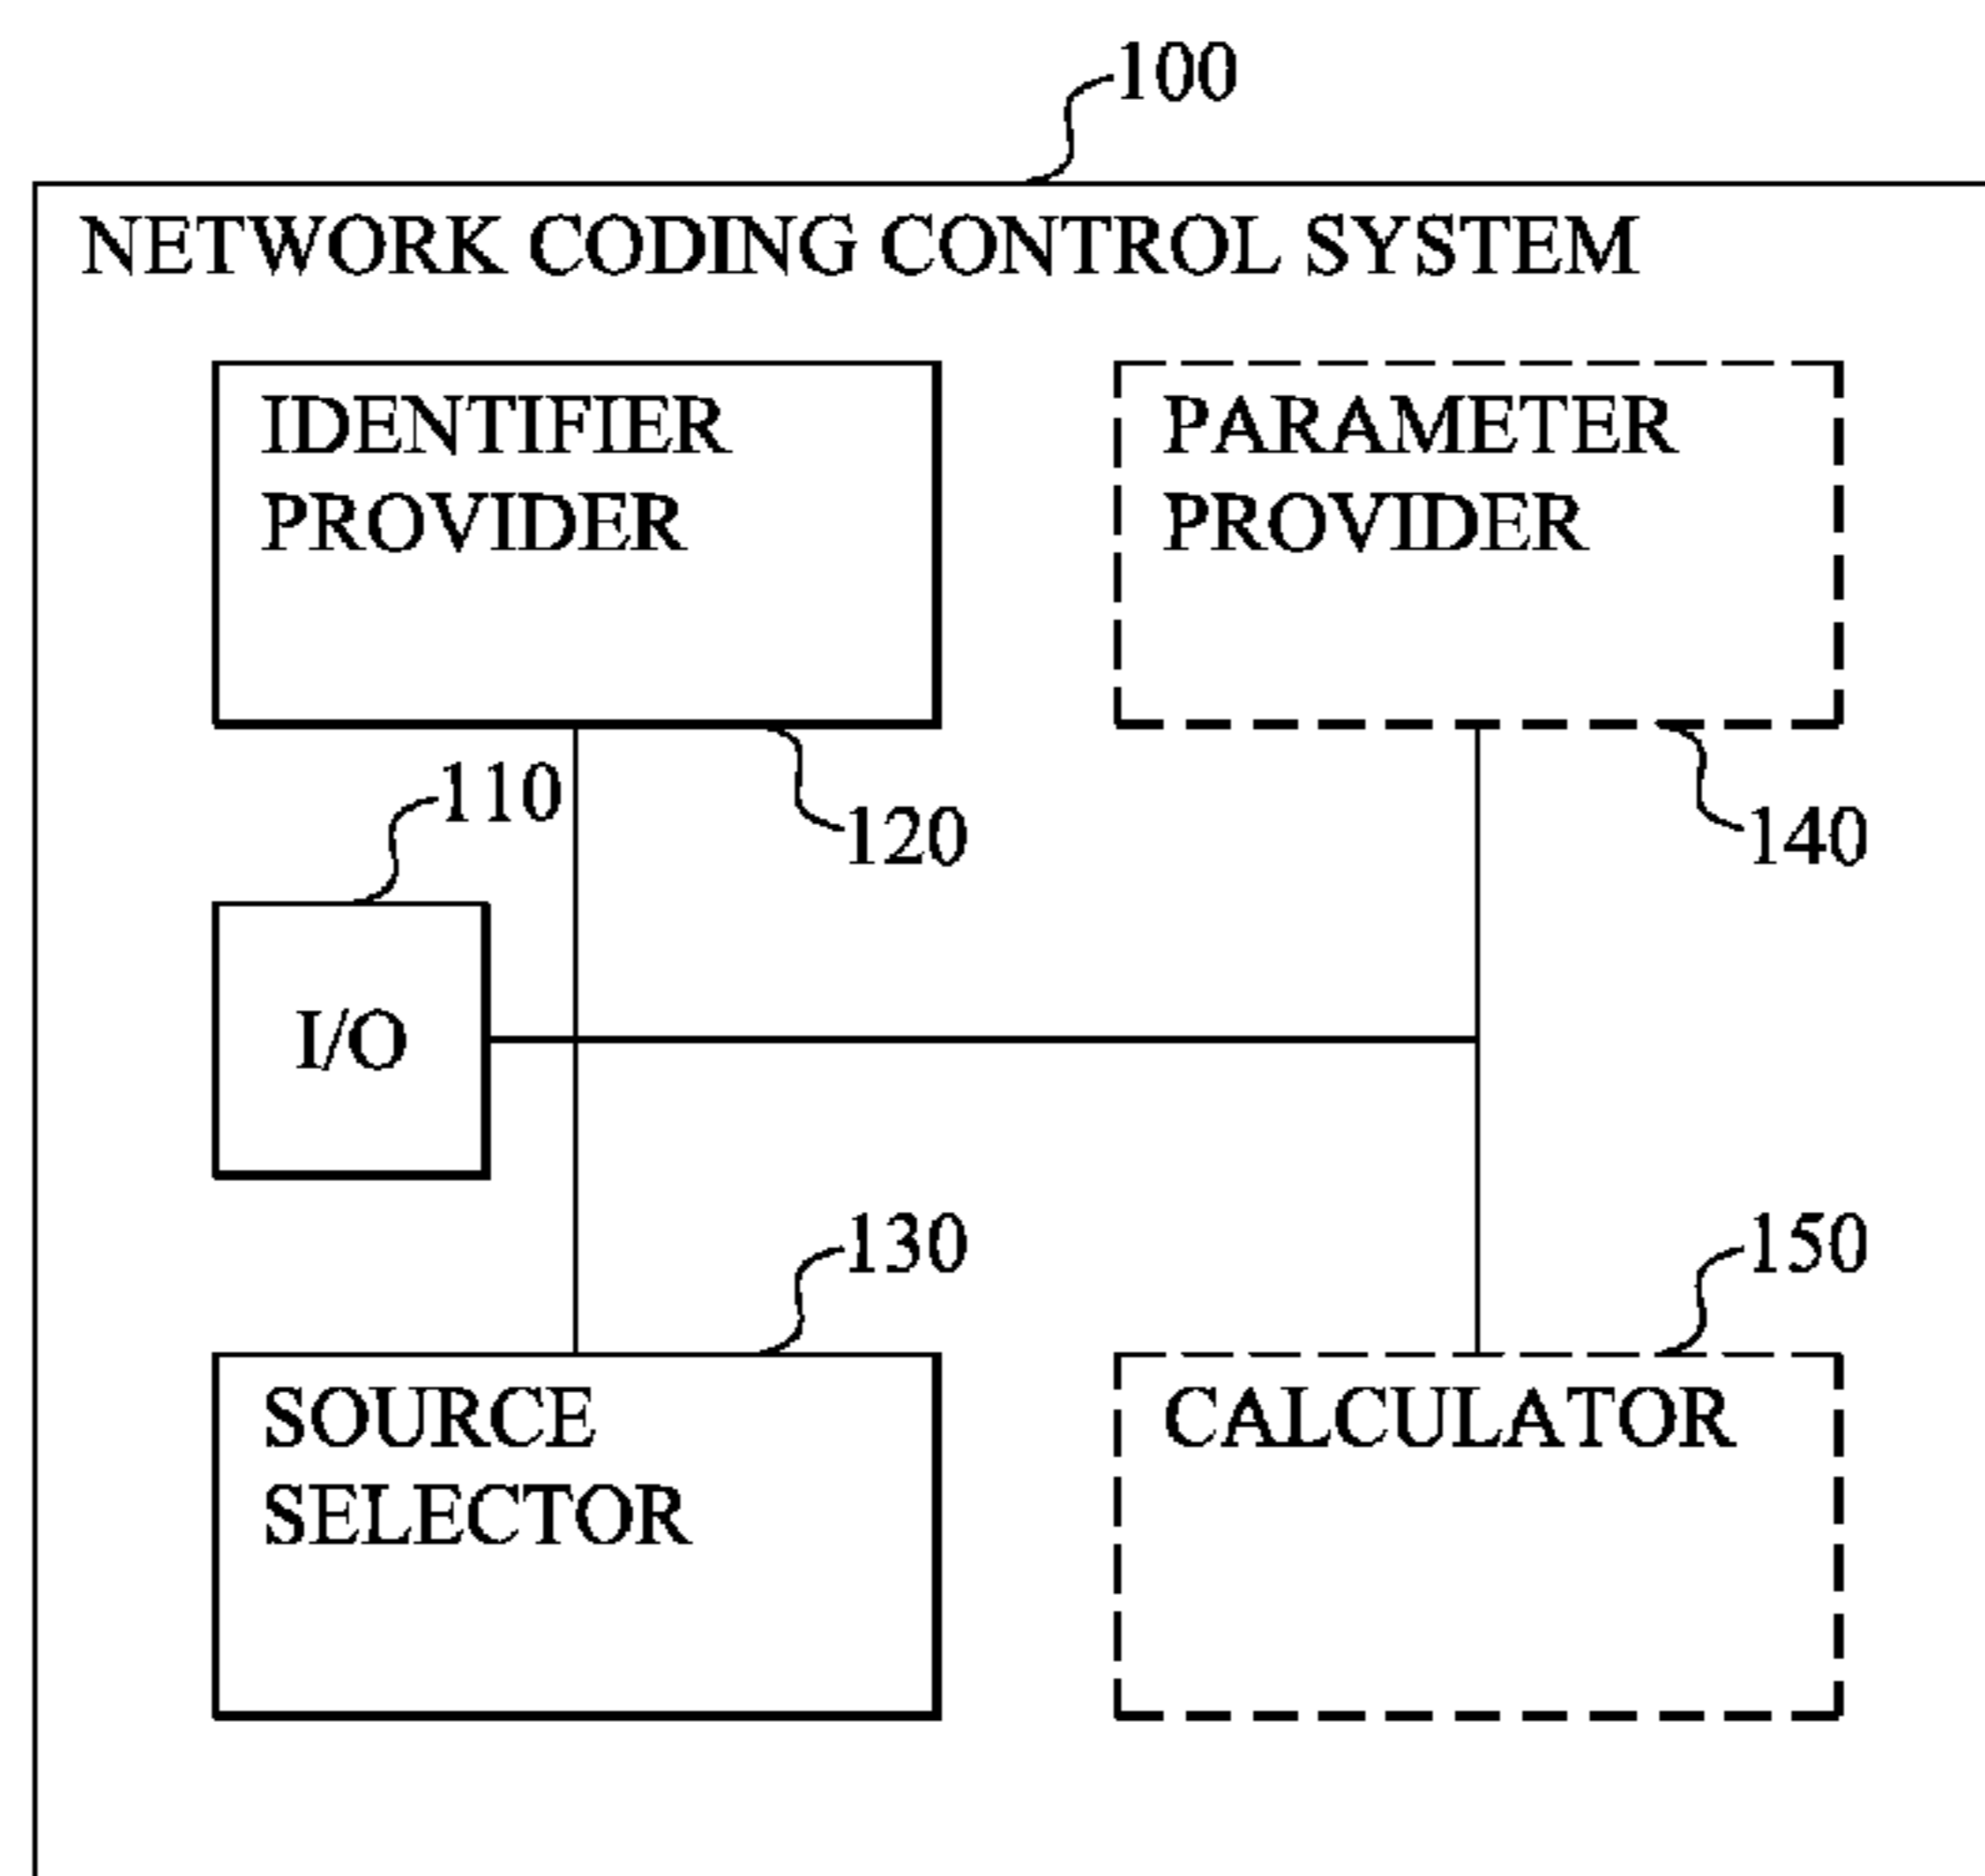 100
NETWORK CODING CONTROL SYSTEM
IDENTIFIER
PROVIDER
PARAMETER
PROVIDER
110
120
140
I/O
130
150
SOURCE
SELECTOR
CALCULATOR